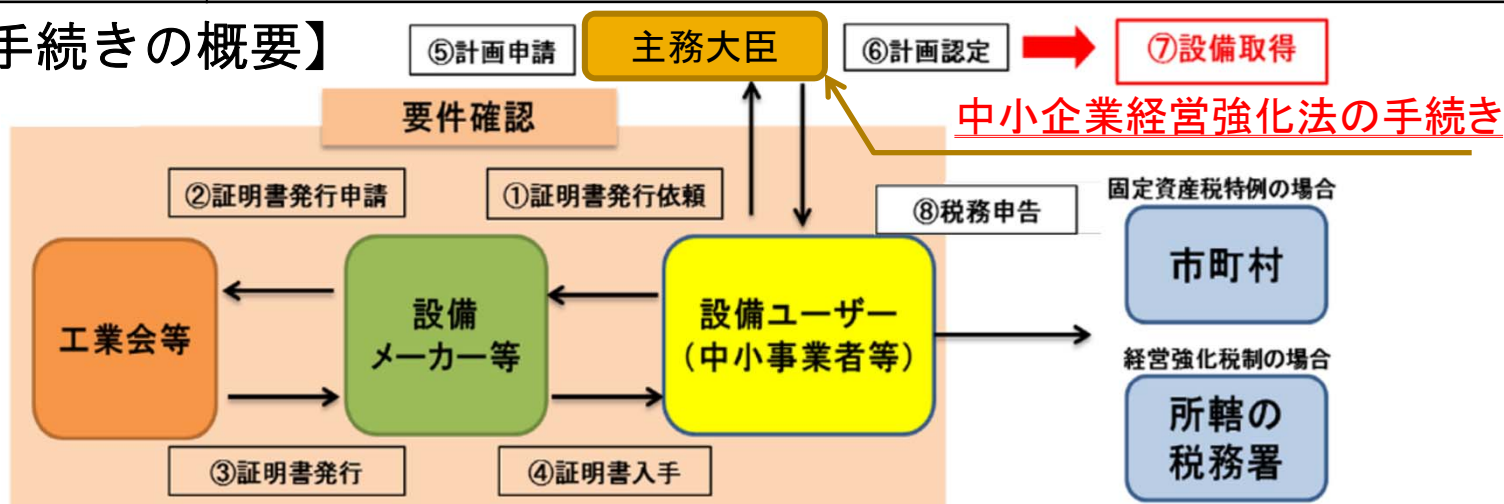 手続きの概要】
⑤計画申請
主務大臣
⑥計画認定
⑦設備取得
中小企業経営強化法の手続き
要件確認
②証明書発行申請
①証明書発行依頼
⑧税務申告
固定資産税特例の場合
市町村
工業会等
設備
メーカー等
設備ユーザー
（中小事業者等）
経営強化税制の場合
所轄の
税務署
③証明書発行
④証明書入手